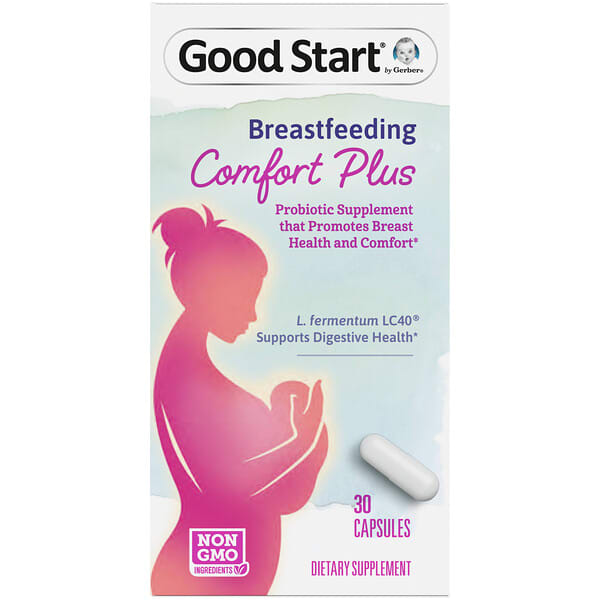 Good Start®
by Gerber®
Breastfeeding
Comfort Plus
Probiotic Supplement
that Promotes Breast
Health and Comfort*
L. fermentum LC40®
Supports Digestive Health*
30
CAPSULES
NON
GMO
INGREDIENTS
DIETARY SUPPLEMENT